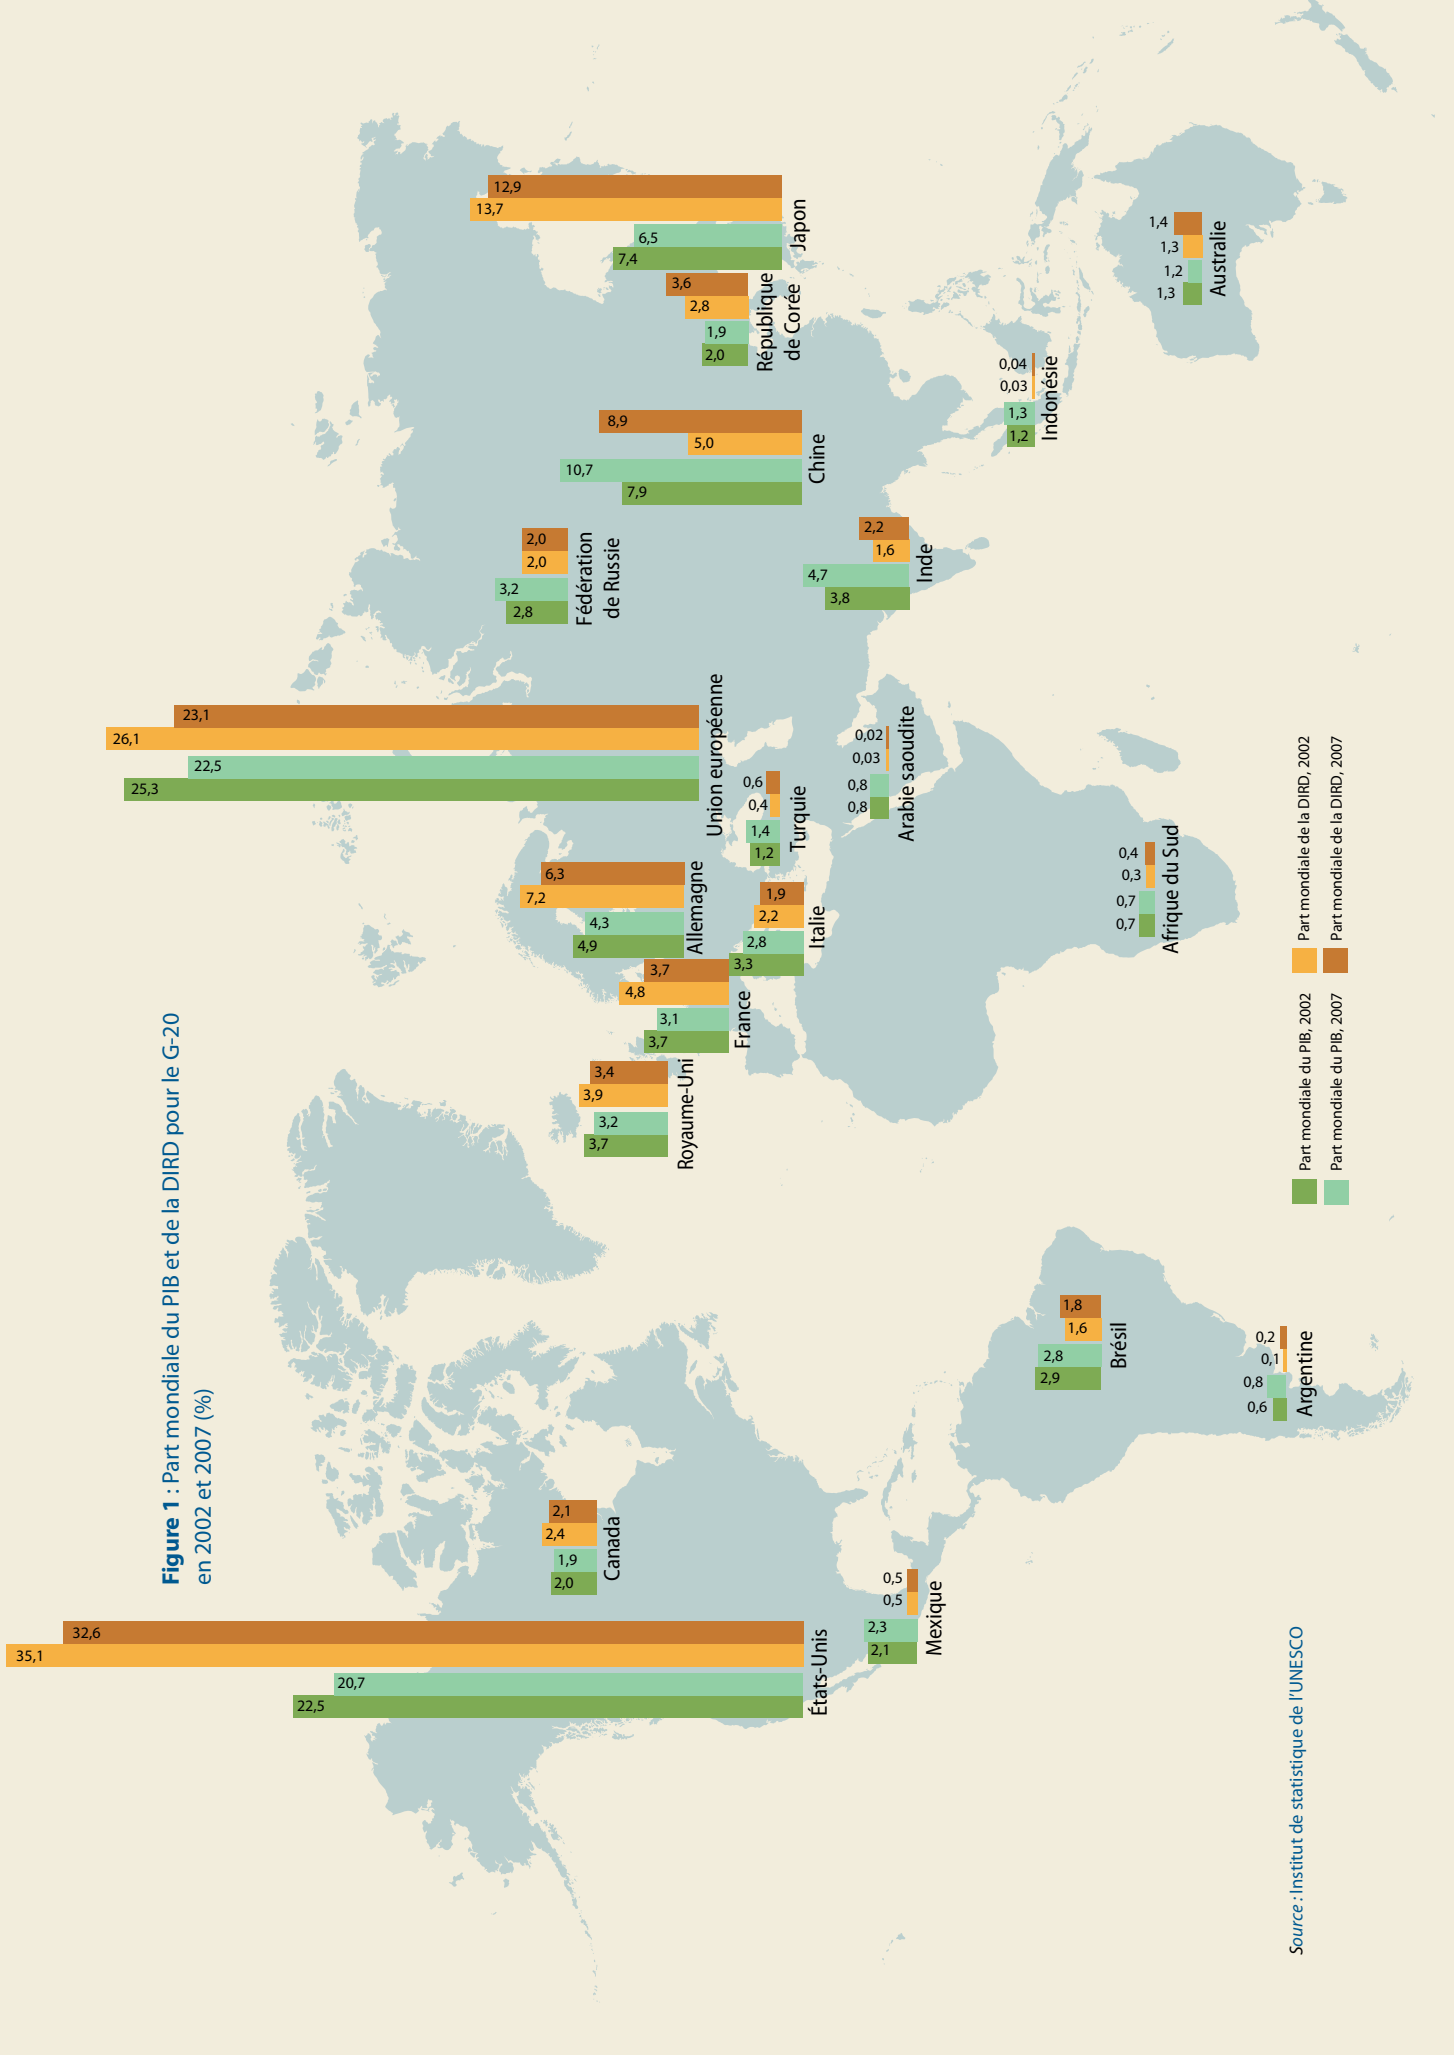 Figure 1 : Part mondiale du PIB et de la DIRD pour le G-20
en 2002 et 2007 (%)
22,5
20,7
35,1
32,6
États-Unis
2,0
1,9
2,4
2,1
Canada
2,1
2,3
0,5
0,5
Mexique
2,9
2,8
1,6
1,8
Brésil
0,6
0,8
0,1
0,2
Argentine
3,7
3,2
3,9
3,4
Royaume-Uni
3,7
3,1
4,8
3,7
France
4,9
4,3
7,2
6,3
Allemagne
3,3
2,8
2,2
1,9
Italie
25,3
22,5
26,1
23,1
Union européenne
1,2
1,4
0,4
0,6
Turquie
0,8
0,8
0,03
0,02
Arabie saoudite
0,7
0,7
0,3
0,4
Afrique du Sud
2,8
3,2
2,0
2,0
Fédération
de Russie
3,8
4,7
1,6
2,2
Inde
7,9
10,7
5,0
8,9
Chine
2,0
1,9
2,8
3,6
République
de Corée
7,4
6,5
13,7
12,9
Japon
1,2
1,3
0,03
0,04
Indonésie
1,3
1,2
1,3
1,4
Australie
Part mondiale du PIB, 2002
Part mondiale du PIB, 2007
Part mondiale de la DIRD, 2002
Part mondiale de la DIRD, 2007
Source : Institut de statistique de l'UNESCO